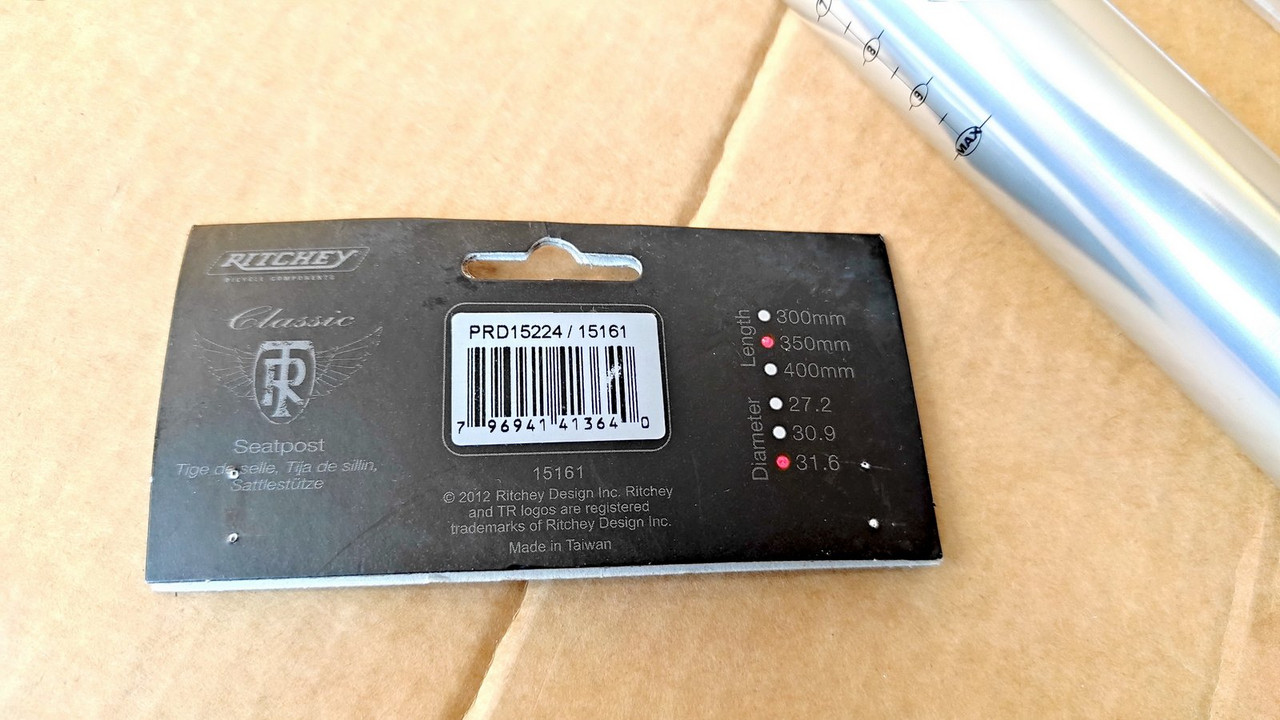 RITCHEY
BICYCLE COMPONENTS
Classic
TR
Seatpost
Tige de selle, Tija de sillin,
Sattlestütze
PRD15224 / 15161
7 96941 41364 0
15161
© 2012 Ritchey Design Inc. Ritchey
and TR logos are registered
trademarks of Ritchey Design Inc.
Made in Taiwan
Length
300mm
350mm
400mm
Diameter
27.2
30.9
31.6
MAX